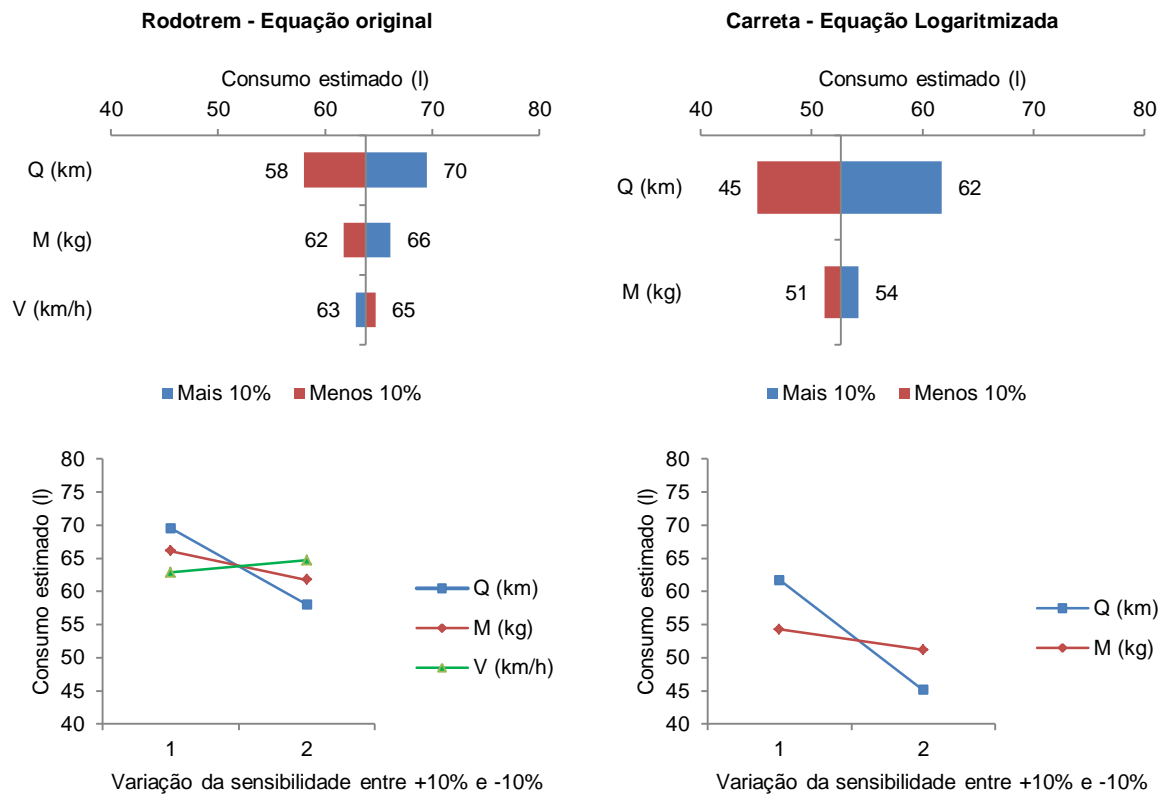 Rodotrem - Equação original
Consumo estimado (l)
40 50 60 70 80
Q (km) 58 70
M (kg) 62 66
V (km/h) 63 65
Mais 10% Menos 10%
Carreta - Equação Logaritmizada
Consumo estimado (l)
40 50 60 70 80
Q (km) 45 62
M (kg) 51 54
Mais 10% Menos 10%
80
75
70
65
60
55
50
45
40
Consumo estimado (l)
1 2
Variação da sensibilidade entre +10% e -10%
Q (km)
M (kg)
V (km/h)
80
75
70
65
60
55
50
45
40
Consumo estimado (l)
1 2
Variação da sensibilidade entre +10% e -10%
Q (km)
M (kg)